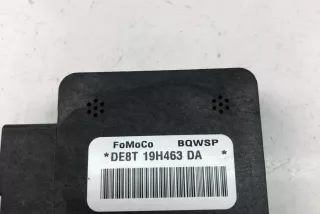 FoMoCo BQWSP
*DE8T 19H463 DA *